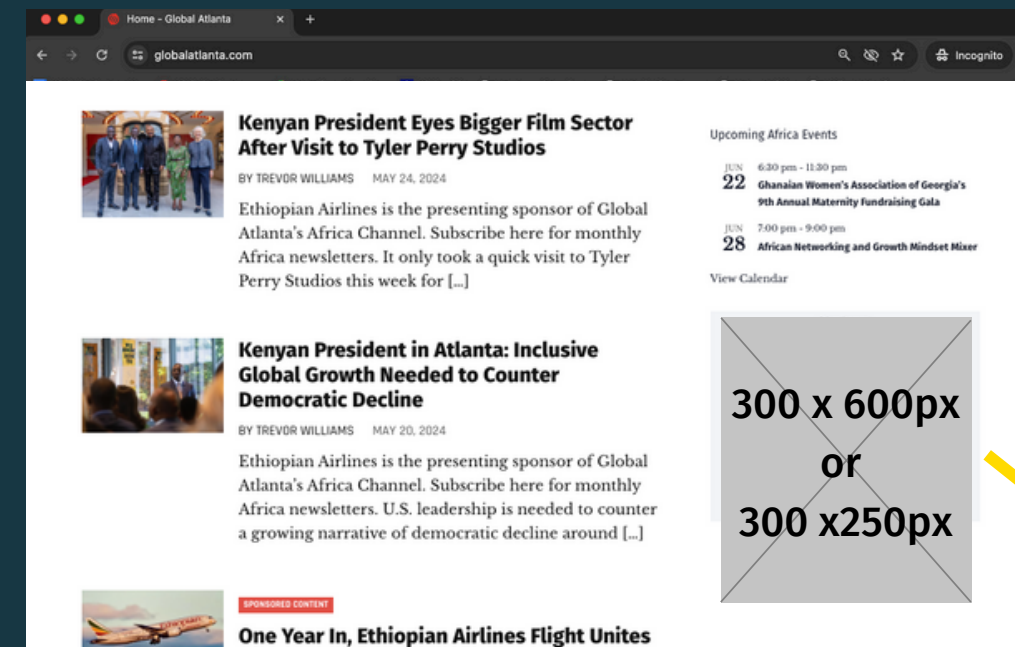 Home - Global Atlanta
globalatlanta.com
Incognito
Kenyan President Eyes Bigger Film Sector
After Visit to Tyler Perry Studios
BY TREVOR WILLIAMS MAY 24, 2024
Ethiopian Airlines is the presenting sponsor of Global
Atlanta's Africa Channel. Subscribe here for monthly
Africa newsletters. It only took a quick visit to Tyler
Perry Studios this week for [...]
Kenyan President in Atlanta: Inclusive
Global Growth Needed to Counter
Democratic Decline
BY TREVOR WILLIAMS MAY 20, 2024
Ethiopian Airlines is the presenting sponsor of Global
Atlanta's Africa Channel. Subscribe here for monthly
Africa newsletters. U.S. leadership is needed to counter
a growing narrative of democratic decline around [...]
SPONSORED CONTENT
One Year In, Ethiopian Airlines Flight Unites
Upcoming Africa Events
JUN 6:30 pm - 11:30 pm
22 Ghanaian Women's Association of Georgia's
9th Annual Maternity Fundraising Gala
JUN 7:00 pm - 9:00 pm
28 African Networking and Growth Mindset Mixer
View Calendar
300 x 600px
or
300 x250px